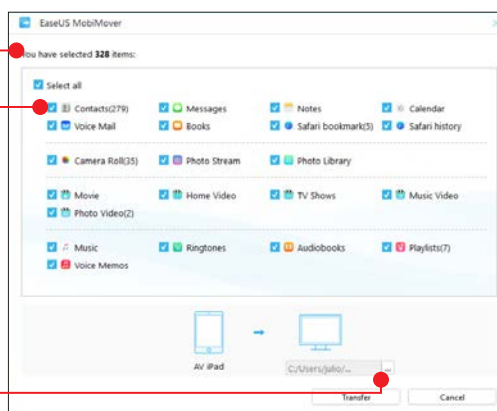 EaseUS MobiMover
You have selected 328 items:
Select all
Contacts(279) Messages Notes Calendar
Voice Mail Books Safari bookmark(5) Safari history
Camera Roll(35) Photo Stream Photo Library
Movie Home Video TV Shows Music Video
Photo Video(2)
Music Ringtones Audiobooks Playlists(7)
Voice Memos
AV iPad C:/Users/julio/... ...
Transfer Cancel